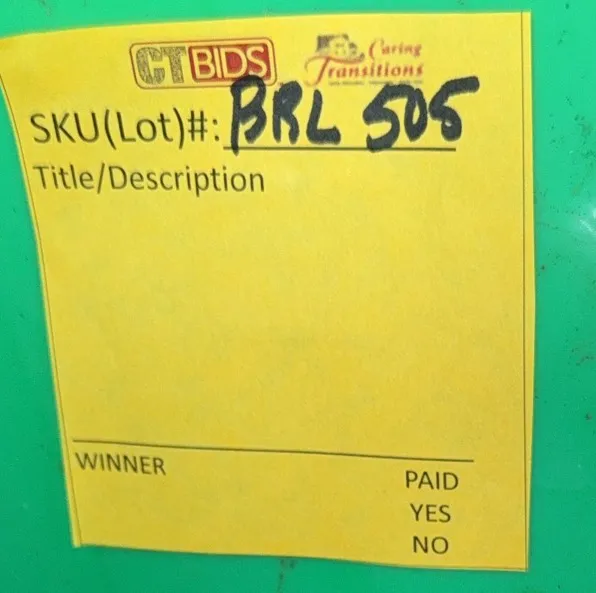 CTBIDS
Caring
Transitions
SKU(Lot)#: BRL 505
Title/Description
WINNER
PAID
YES
NO